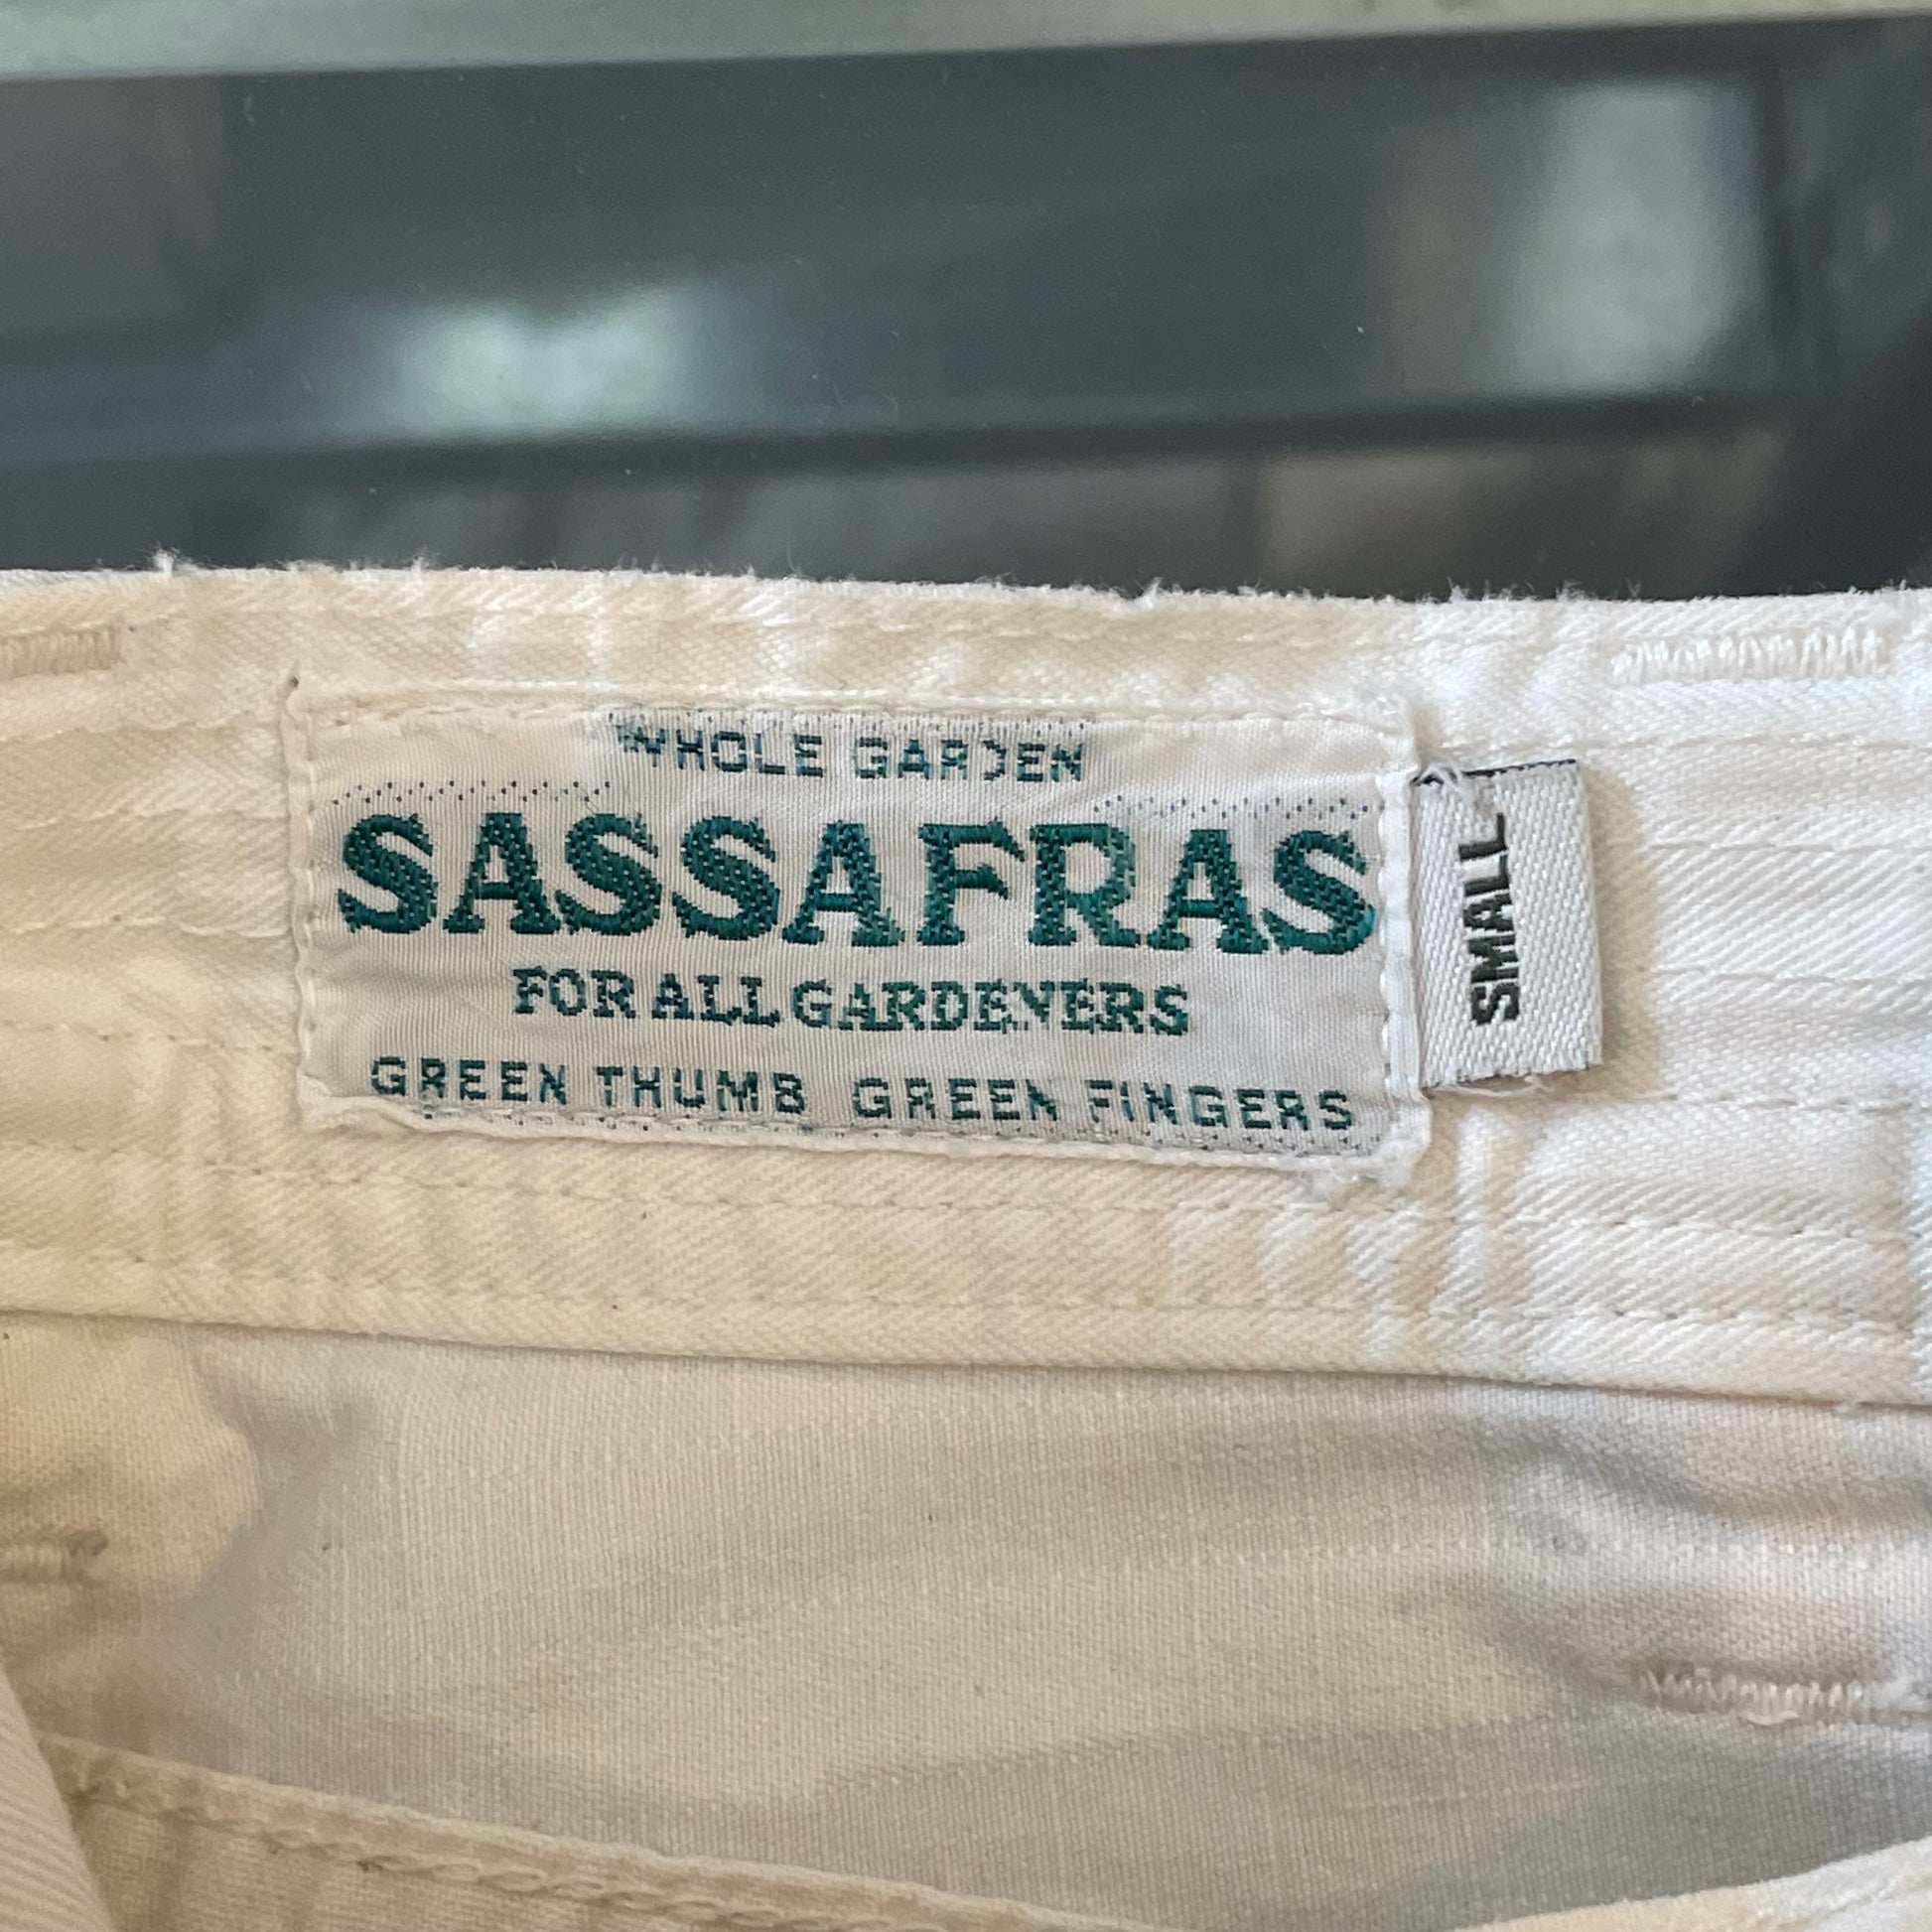 WHOLE GARDEN
SASSAFRAS
FOR ALL GARDENERS
GREEN THUMB GREEN FINGERS
SMALL